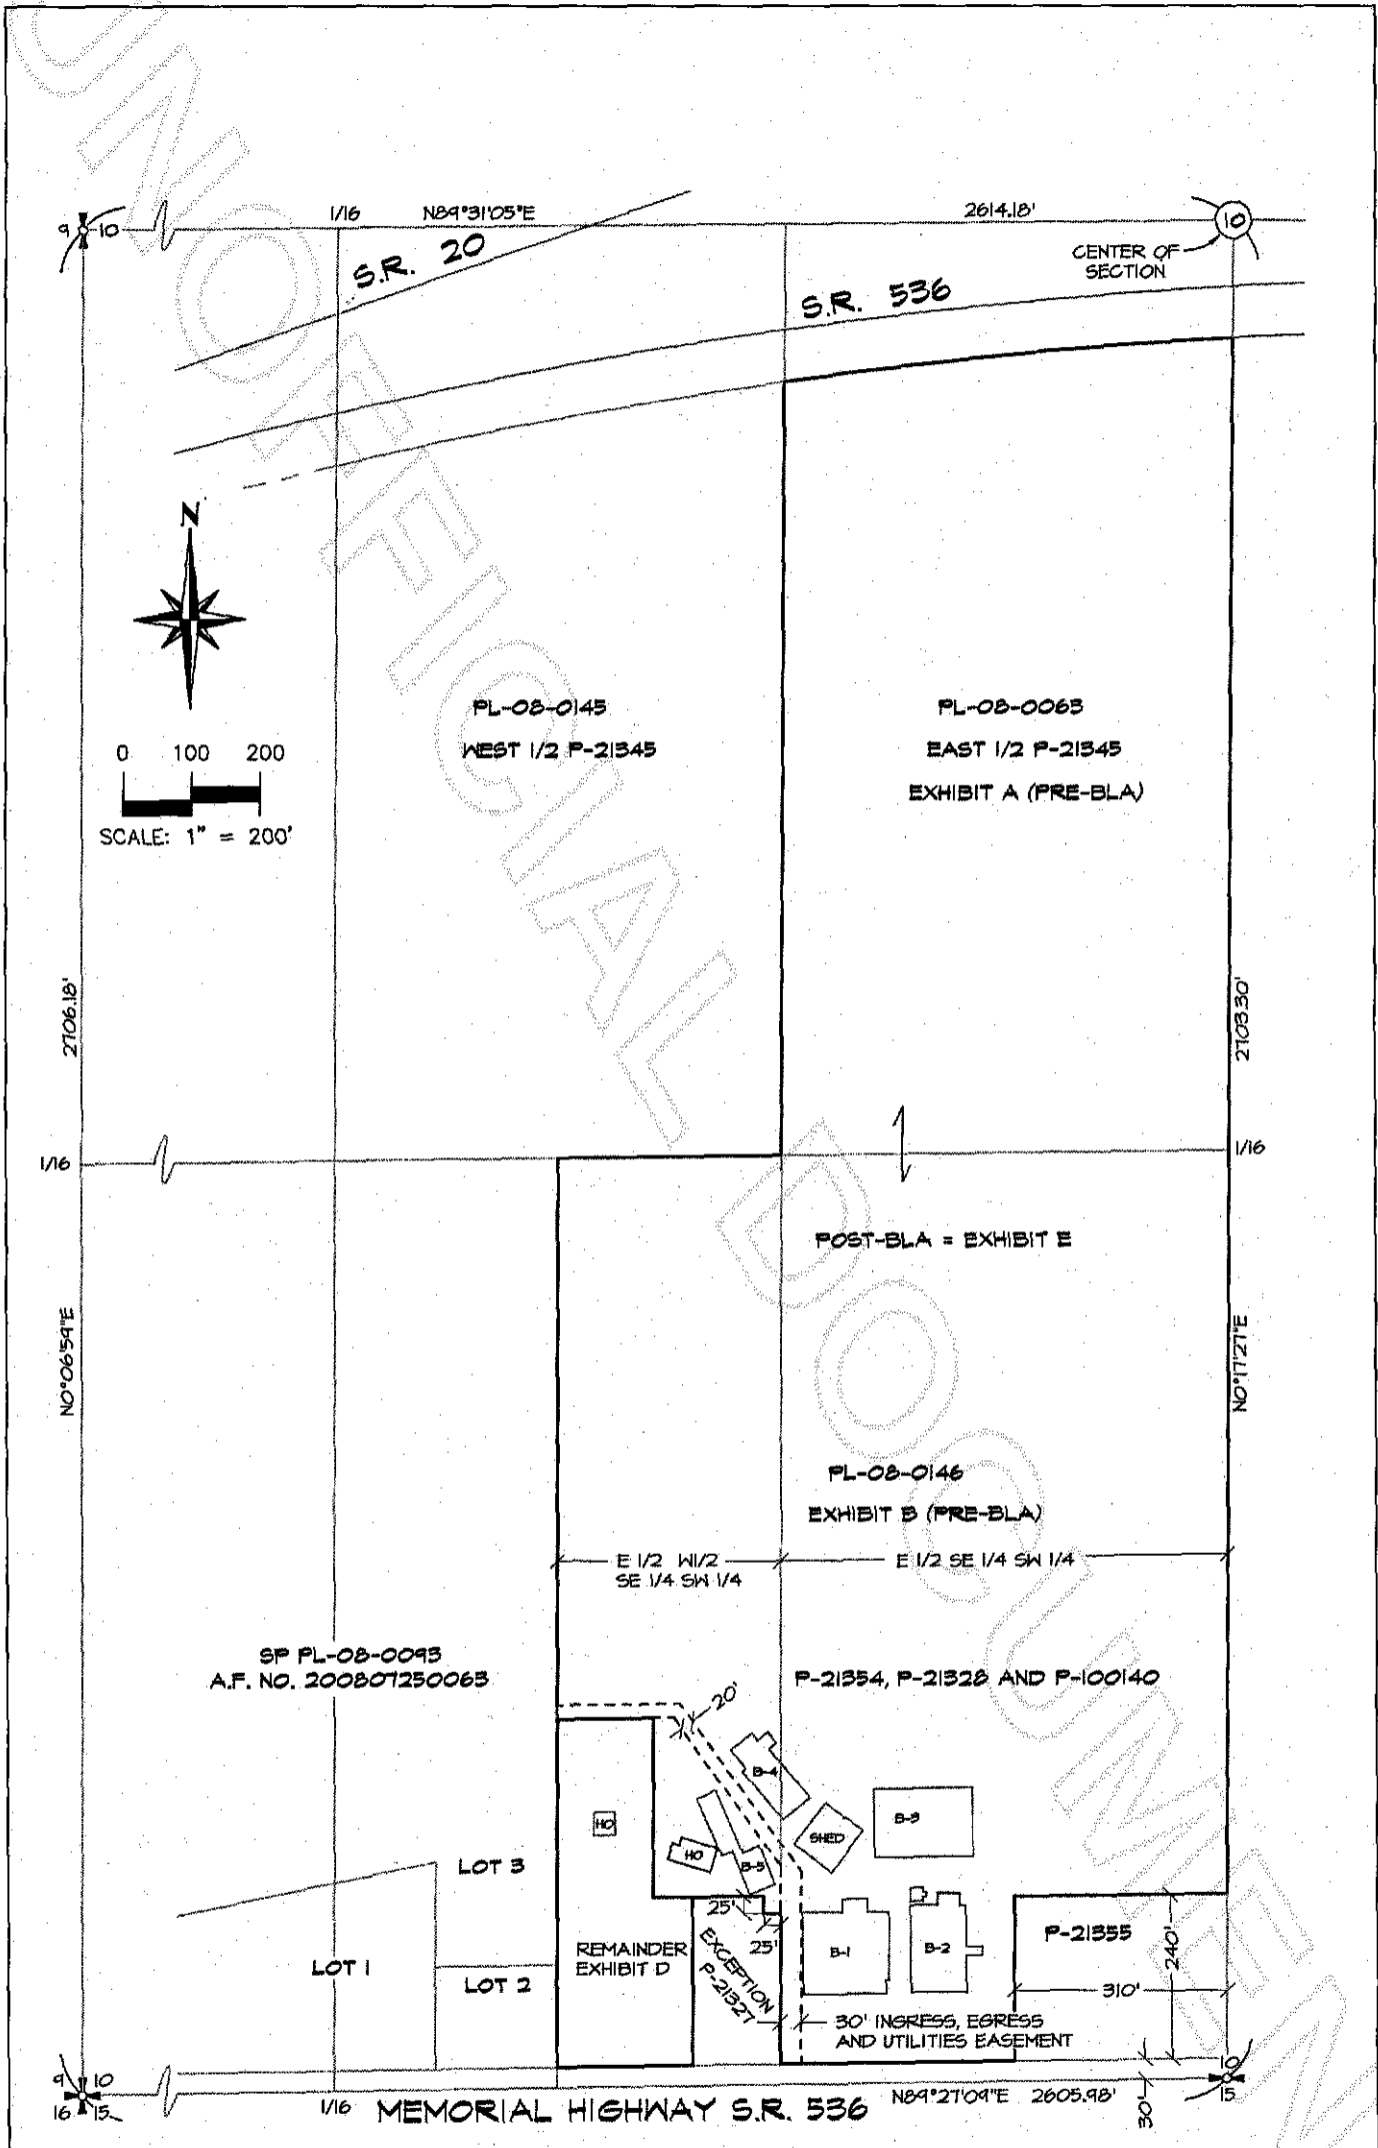 UNOFFICIAL DOCUMENT
1/16 N89°31'05"E 2614.18'
9 10
10
CENTER OF
SECTION
S.R. 20
S.R. 536
N
0 100 200
SCALE: 1" = 200'
PL-08-0145
WEST 1/2 P-21345
PL-08-0063
EAST 1/2 P-21345
EXHIBIT A (PRE-BLA)
2706.18'
2703.30'
1/16
1/16
POST-BLA = EXHIBIT E
N0°06'59"E
N0°17'27"E
PL-08-0146
EXHIBIT B (PRE-BLA)
E 1/2 W1/2
SE 1/4 SW 1/4
E 1/2 SE 1/4 SW 1/4
SP PL-08-0093
A.F. NO. 200807250063
P-21354, P-21328 AND P-100140
20'
B-4
HO
SHED
B-3
HO
B-5
LOT 3
25'
25'
EXCEPTION
P-21327
B-1
B-2
P-21355
240'
310'
REMAINDER
EXHIBIT D
LOT 1
LOT 2
30' INGRESS, EGRESS
AND UTILITIES EASEMENT
9 10
16 15
10
15
1/16 MEMORIAL HIGHWAY S.R. 536 N89°27'09"E 2605.98'
30'